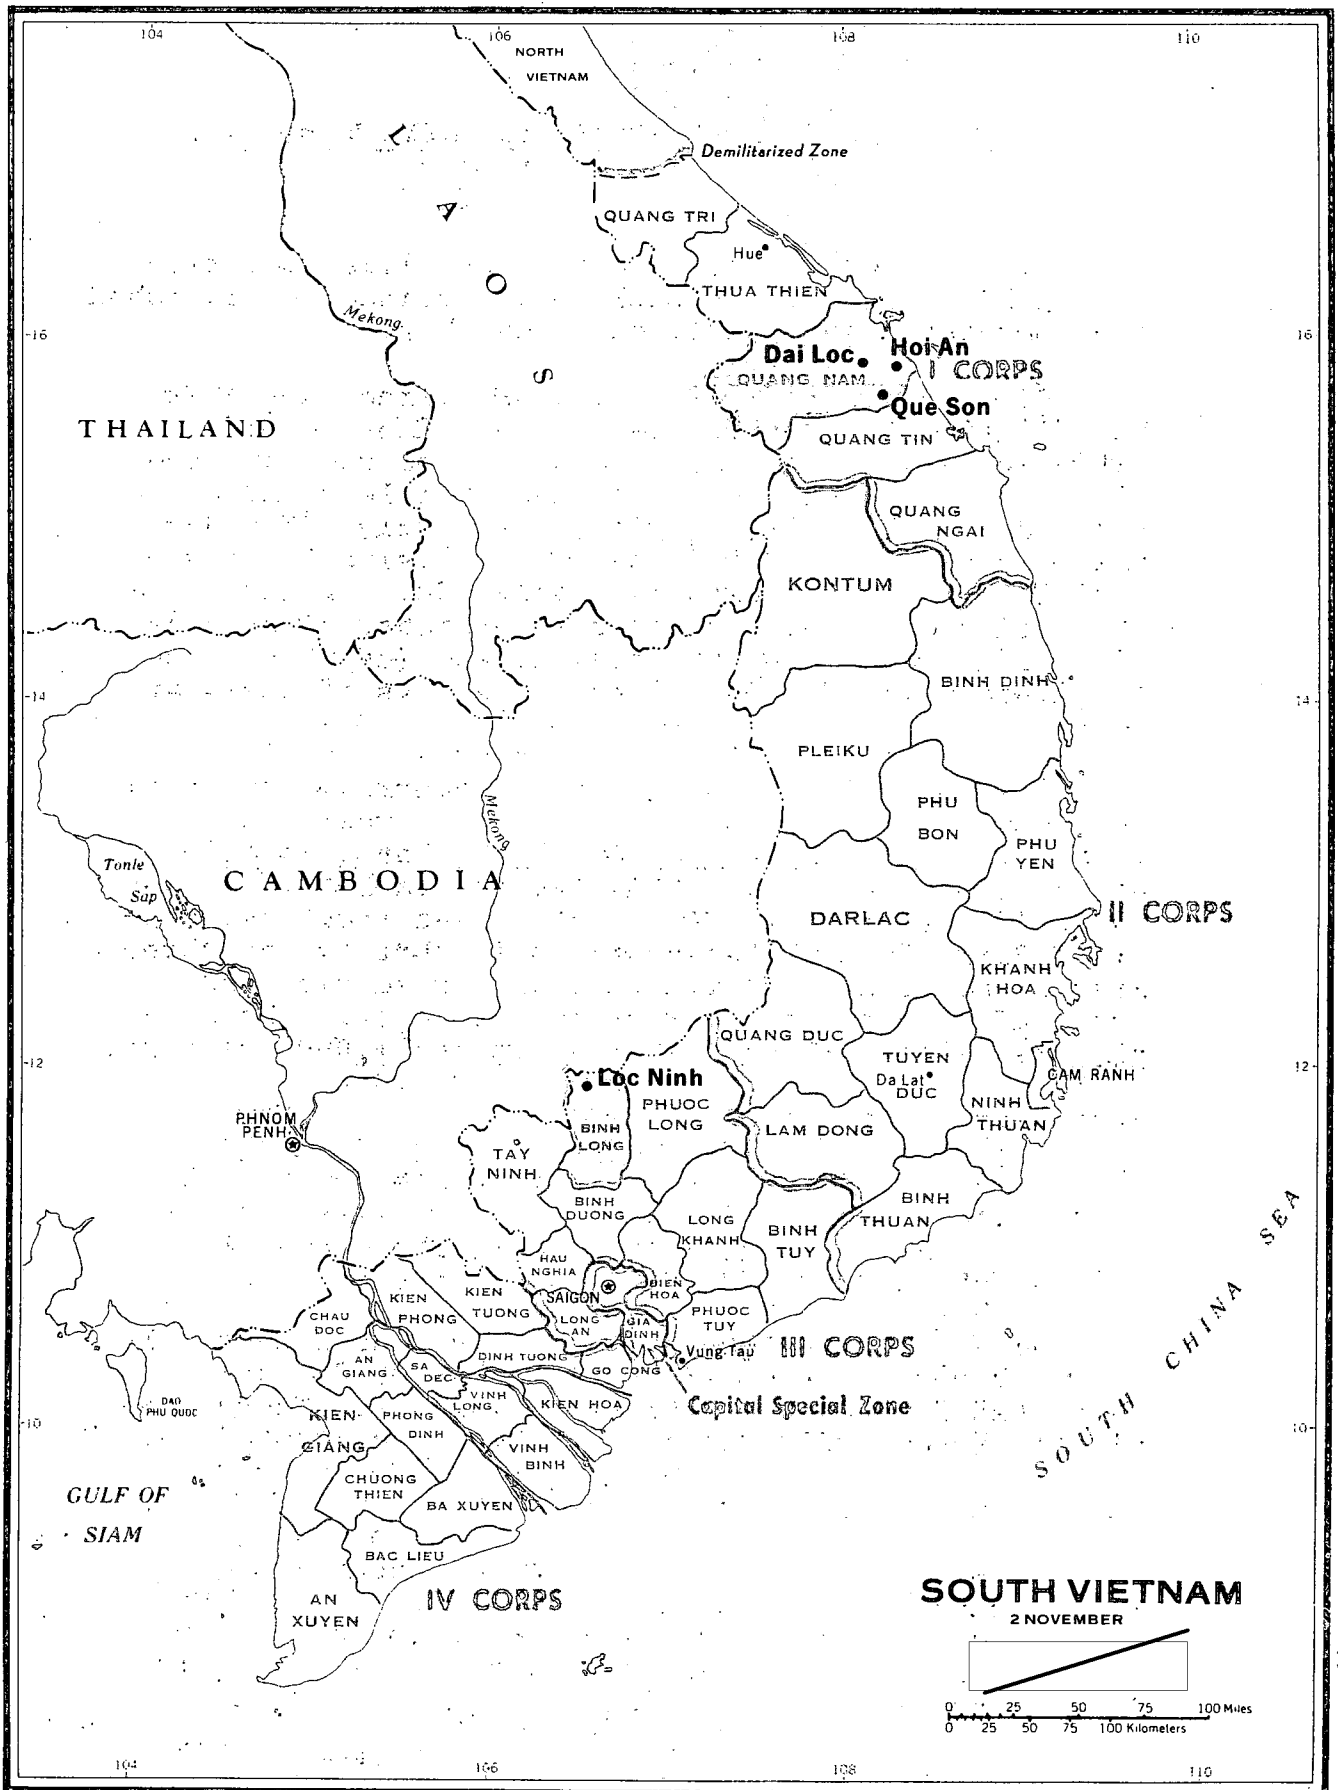 104
106
108
110
NORTH
VIETNAM
L
A
O
S
Demilitarized Zone
QUANG TRI
Hue
THUA THIEN
Mekong
16
16
Dai Loc
Hoi An
I CORPS
QUANG NAM
Que Son
THAILAND
QUANG TIN
QUANG
NGAI
KONTUM
BINH DINH
14
14
PLEIKU
Mekong
PHU
BON
PHU
YEN
Tonle
Sap
CAMBODIA
DARLAC
II CORPS
KHANH
HOA
QUANG DUC
TUYEN
DUC
Da Lat
12
12
CAM RANH
Loc Ninh
PHUOC
LONG
NINH
THUAN
PHNOM
PENH
BINH
LONG
LAM DONG
TAY
NINH
BINH
DUONG
LONG
KHANH
BINH
TUY
BINH
THUAN
HAU
NGHIA
SAIGON
BIEN
HOA
KIEN
PHONG
KIEN
TUONG
CHAU
DOC
LONG
AN
GIA
DINH
PHUOC
TUY
Vung Tau
III CORPS
AN
GIANG
SA
DEC
DINH TUONG
GO CONG
Capital Special Zone
DAO
PHU QUOC
VINH
LONG
KIEN HOA
KIEN
GIANG
PHONG
DINH
VINH
BINH
10
10
CHUONG
THIEN
BA XUYEN
GULF OF
SIAM
BAC LIEU
AN
XUYEN
IV CORPS
SOUTH CHINA SEA
SOUTH VIETNAM
2 NOVEMBER
0 25 50 75 100 Miles
0 25 50 75 100 Kilometers
104
106
108
110